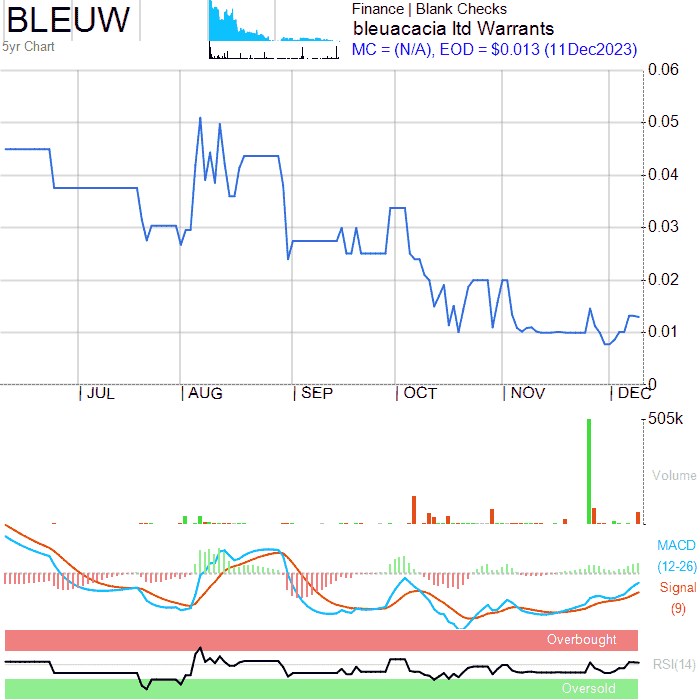 BLEUW
5yr Chart
Finance | Blank Checks
bleuacacia ltd Warrants
MC = (N/A), EOD = $0.013 (11Dec2023)
0.06
0.05
0.04
0.03
0.02
0.01
0
JUL AUG SEP OCT NOV DEC
505k
Volume
MACD
(12-26)
Signal
(9)
Overbought
RSI(14)
Oversold